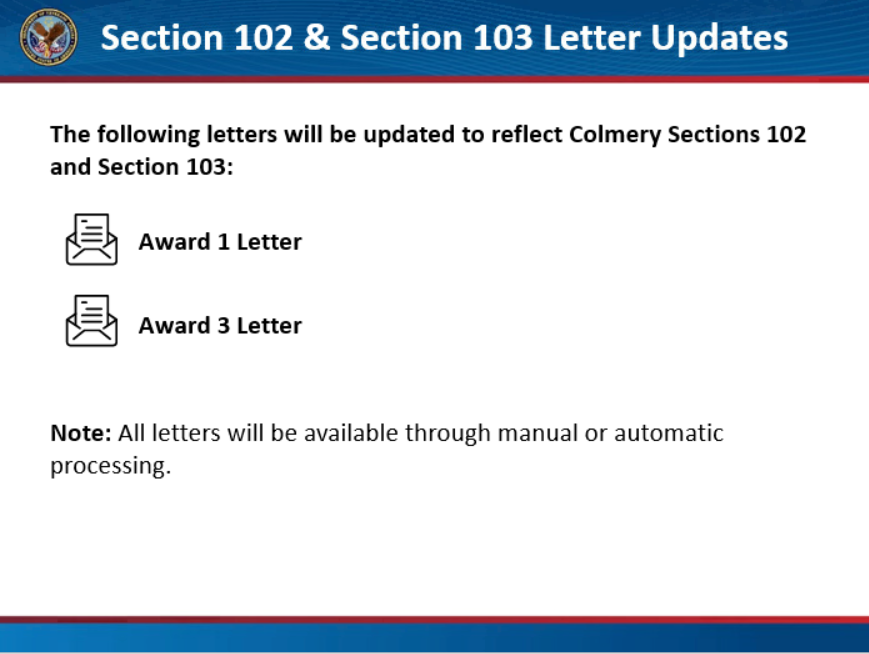 Section 102 & Section 103 Letter Updates
The following letters will be updated to reflect Colmery Sections 102
and Section 103:
Award 1 Letter
Award 3 Letter
Note: All letters will be available through manual or automatic
processing.